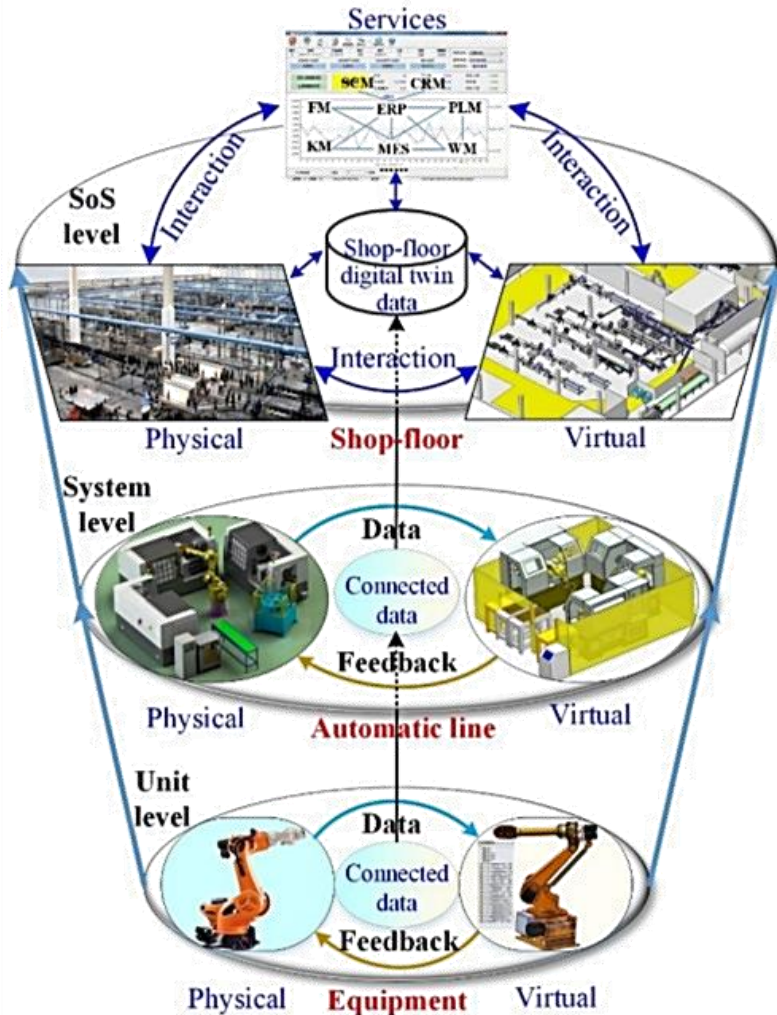 Services
SCM CRM
FM ERP PLM
KM MES WM
Interaction
Interaction
SoS
level
Shop-floor
digital twin
data
Interaction
Physical
Shop-floor
Virtual
System
level
Data
Connected
data
Feedback
Physical
Automatic line
Virtual
Unit
level
Data
Connected
data
Feedback
Physical
Equipment
Virtual